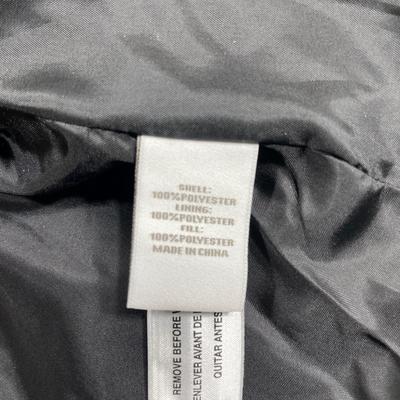 SHELL:
100%POLYESTER
LINING:
100%POLYESTER
FILL:
100%POLYESTER
MADE IN CHINA
REMOVE BEFORE
ENLEVER AVANT DE
QUITAR ANTES